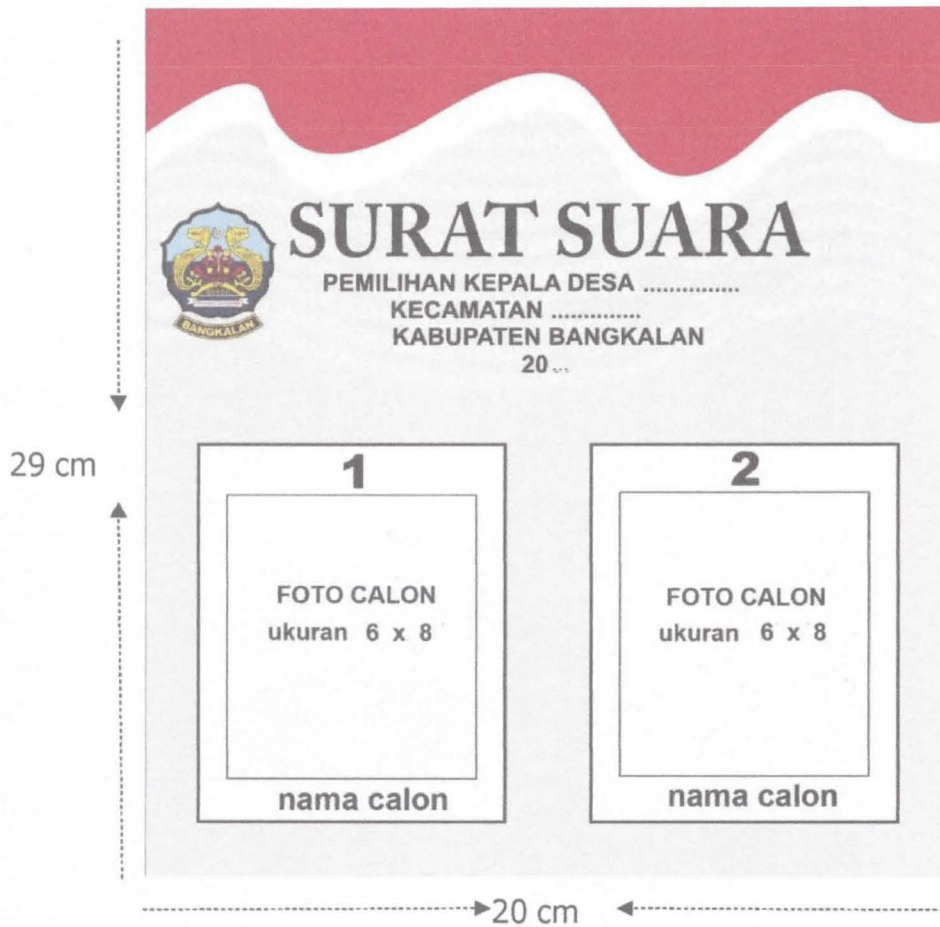 SURAT SUARA
PEMILIHAN KEPALA DESA ...............
KECAMATAN ..............
KABUPATEN BANGKALAN
20...
BANGKALAN
29 cm
1
FOTO CALON
ukuran 6 x 8
nama calon
2
FOTO CALON
ukuran 6 x 8
nama calon
20 cm